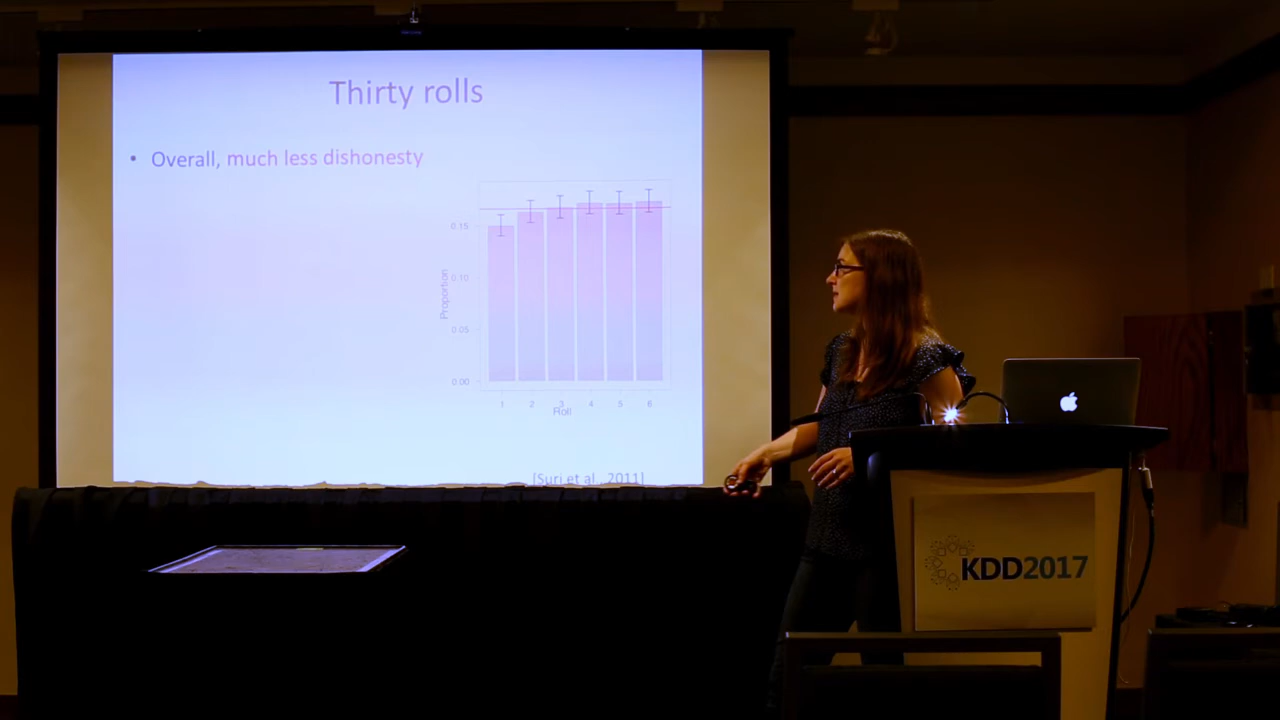 Thirty rolls
• Overall, much less dishonesty
0.15
0.10
0.05
0.00
Proportion
1 2 3 4 5 6
Roll
[Suri et al., 2011]
KDD2017